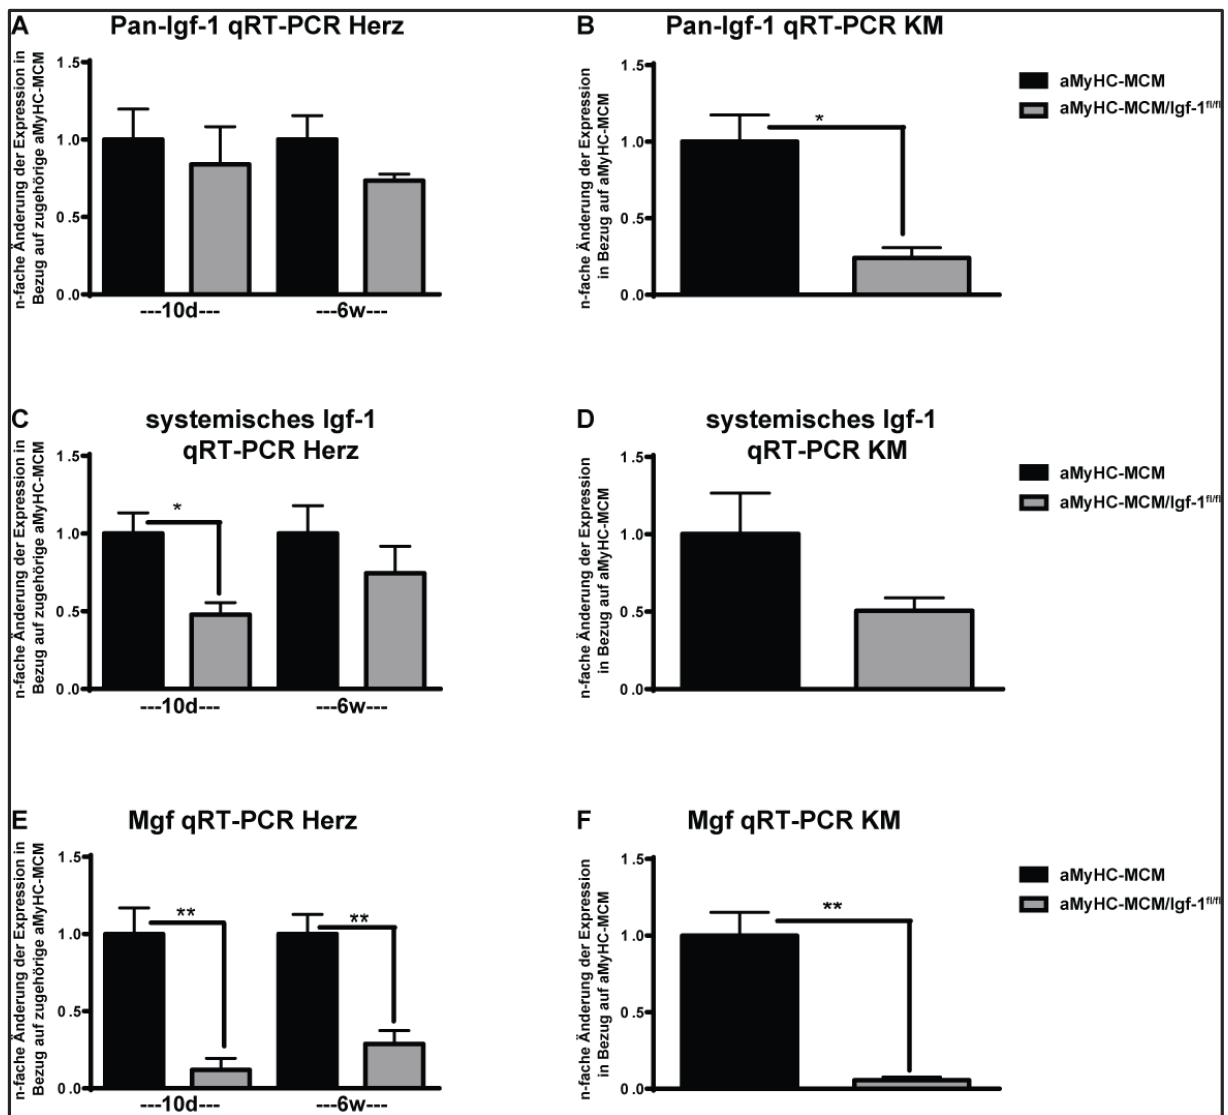 A
Pan-Igf-1 qRT-PCR Herz
n-fache Änderung der Expression in
Bezug auf zugehörige aMyHC-MCM
1.5
1.0
0.5
0.0
---10d---
---6w---
B
Pan-Igf-1 qRT-PCR KM
n-fache Änderung der Expression
in Bezug auf aMyHC-MCM
1.5
1.0
0.5
0.0
*
aMyHC-MCM
aMyHC-MCM/Igf-1fl/fl
C
systemisches Igf-1
qRT-PCR Herz
n-fache Änderung der Expression in
Bezug auf zugehörige aMyHC-MCM
1.5
1.0
0.5
0.0
*
---10d---
---6w---
D
systemisches Igf-1
qRT-PCR KM
n-fache Änderung der Expression
in Bezug auf aMyHC-MCM
1.5
1.0
0.5
0.0
aMyHC-MCM
aMyHC-MCM/Igf-1fl/fl
E
Mgf qRT-PCR Herz
n-fache Änderung der Expression in
Bezug auf zugehörige aMyHC-MCM
1.5
1.0
0.5
0.0
**
**
---10d---
---6w---
F
Mgf qRT-PCR KM
n-fache Änderung der Expression
in Bezug auf aMyHC-MCM
1.5
1.0
0.5
0.0
**
aMyHC-MCM
aMyHC-MCM/Igf-1fl/fl